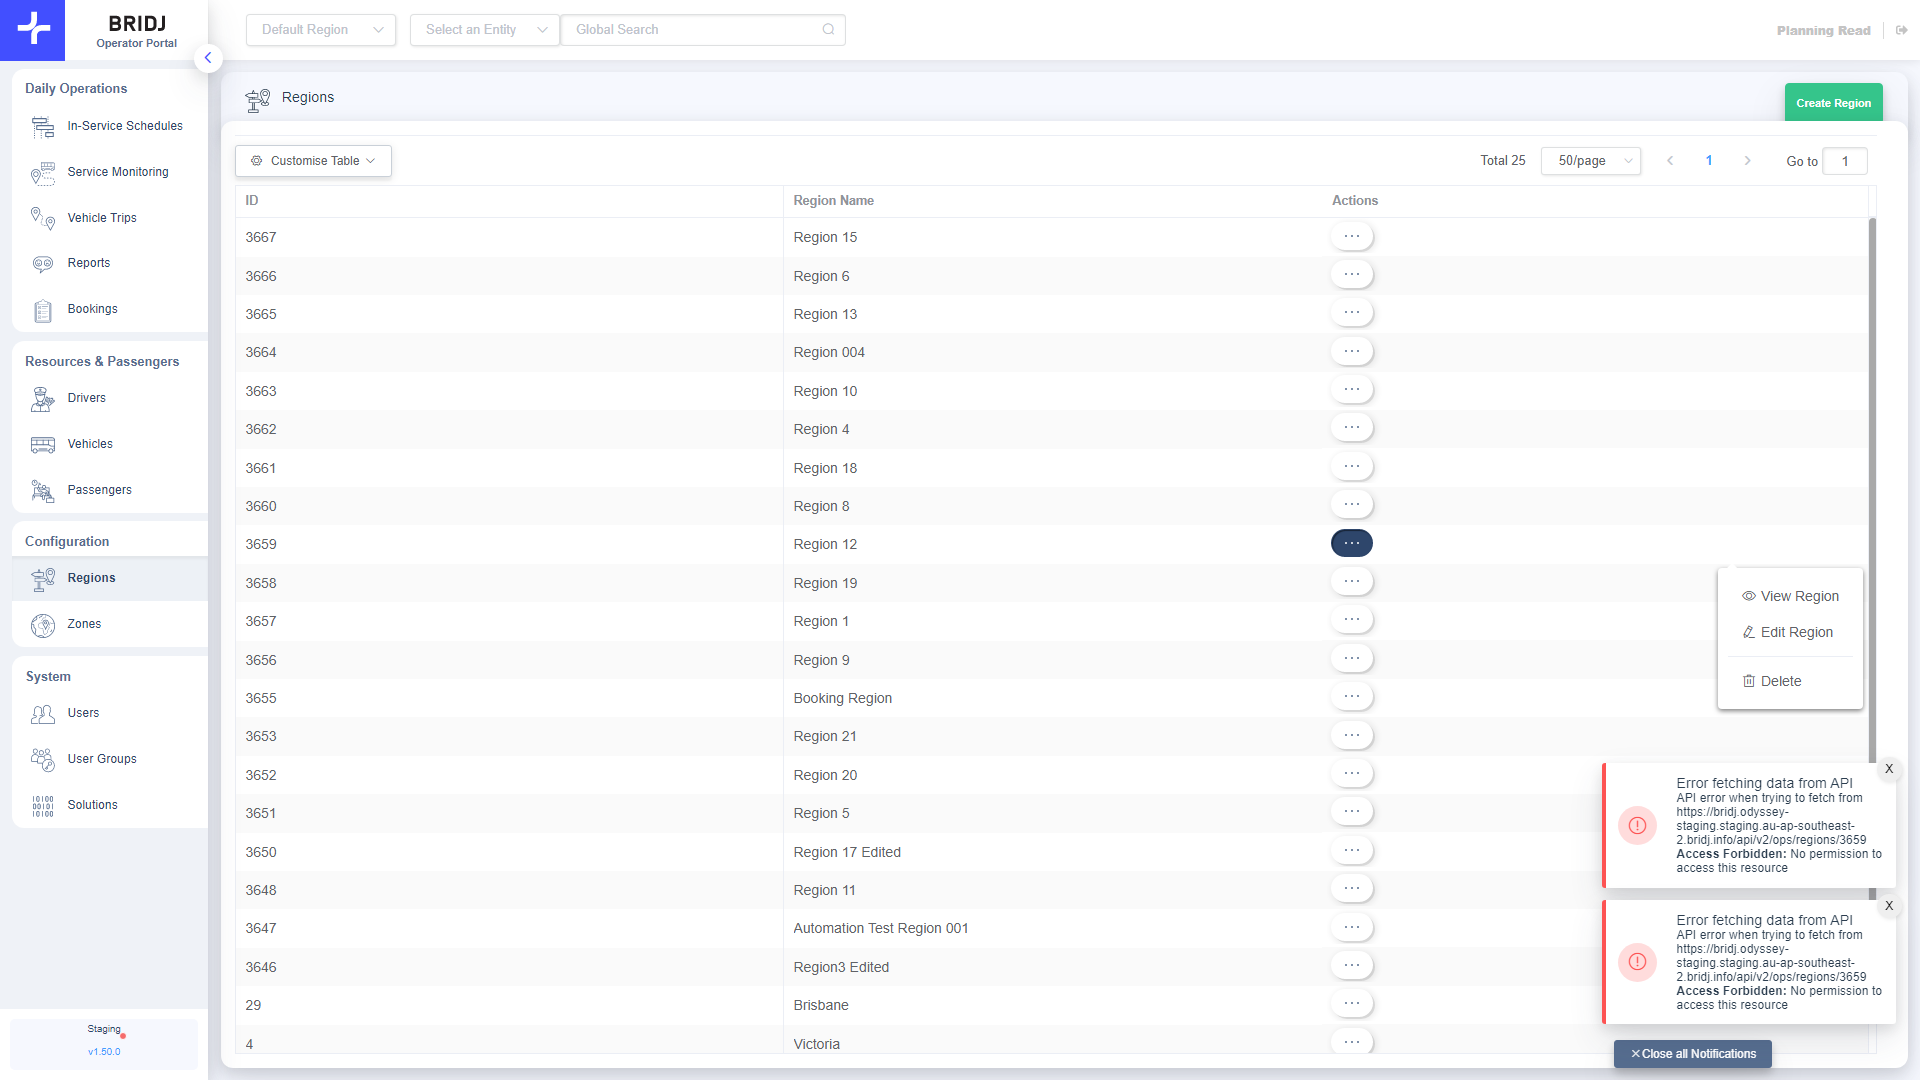 BRIDJ
Operator Portal
Default Region
Select an Entity
Global Search
Planning Read
Daily Operations
In-Service Schedules
Service Monitoring
Vehicle Trips
Reports
Bookings
Resources & Passengers
Drivers
Vehicles
Passengers
Configuration
Regions
Zones
System
Users
User Groups
Solutions
Staging
v1.50.0
Regions
Create Region
Customise Table
Total 25
50/page
1
Go to
1
ID Region Name Actions
3667 Region 15
3666 Region 6
3665 Region 13
3664 Region 004
3663 Region 10
3662 Region 4
3661 Region 18
3660 Region 8
3659 Region 12
3658 Region 19
3657 Region 1
3656 Region 9
3655 Booking Region
3653 Region 21
3652 Region 20
3651 Region 5
3650 Region 17 Edited
3648 Region 11
3647 Automation Test Region 001
3646 Region3 Edited
29 Brisbane
4 Victoria
View Region
Edit Region
Delete
X
Error fetching data from API
API error when trying to fetch from
https://bridj.odyssey-
staging.staging.au-ap-southeast-
2.bridj.info/api/v2/ops/regions/3659
Access Forbidden: No permission to
access this resource
X
Error fetching data from API
API error when trying to fetch from
https://bridj.odyssey-
staging.staging.au-ap-southeast-
2.bridj.info/api/v2/ops/regions/3659
Access Forbidden: No permission to
access this resource
Close all Notifications